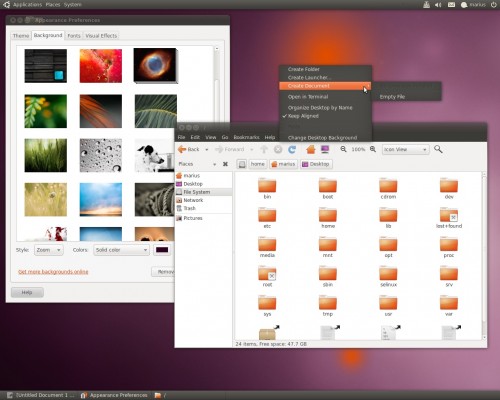 Applications Places System marius
Appearance Preferences
Theme Background Fonts Visual Effects
Create Folder
Create Launcher...
Create Document
Empty File
Open in Terminal
Organize Desktop by Name
Keep Aligned
Change Desktop Background
/
File Edit View Go Bookmarks Help
Back Forward 100% Icon View
Places
home marius Desktop
marius
Desktop
File System
Network
Trash
Pictures
bin boot cdrom dev
etc home lib lost+found
media mnt opt proc
root sbin selinux srv
sys tmp usr var
24 items, Free space: 47.7 GB
Style: Zoom Colors: Solid color
Get more backgrounds online
Remov
Help
[Untitled Document 1 ... Appearance Preferences /